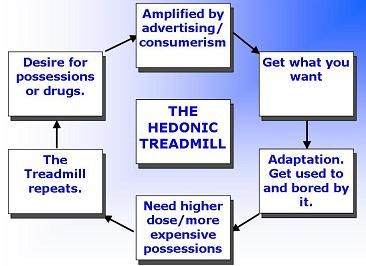 Amplified by
advertising/
consumerism
Get what you
want
Adaptation.
Get used to
and bored by
it.
Need higher
dose/more
expensive
possessions
The
Treadmill
repeats.
Desire for
possessions
or drugs.
THE
HEDONIC
TREADMILL